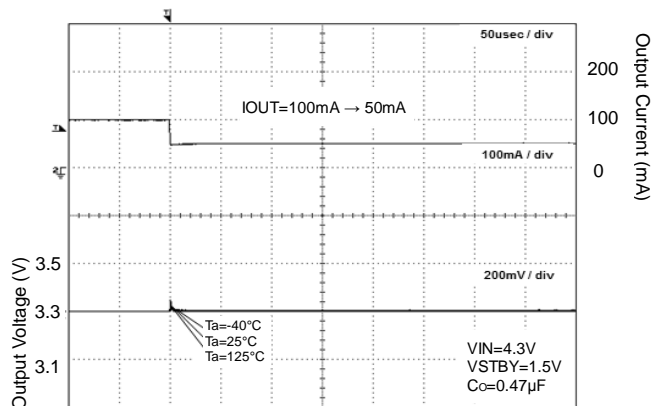 50usec / div
200
IOUT=100mA → 50mA
100
100mA / div
0
Output Current (mA)
3.5
200mV / div
3.3
Ta=-40°C
Ta=25°C
Ta=125°C
3.1
VIN=4.3V
VSTBY=1.5V
Co=0.47µF
Output Voltage (V)